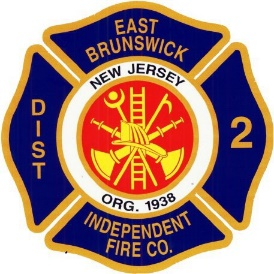 EAST
BRUNSWICK
NEW JERSEY
DIST
2
ORG. 1938
INDEPENDENT
FIRE CO.